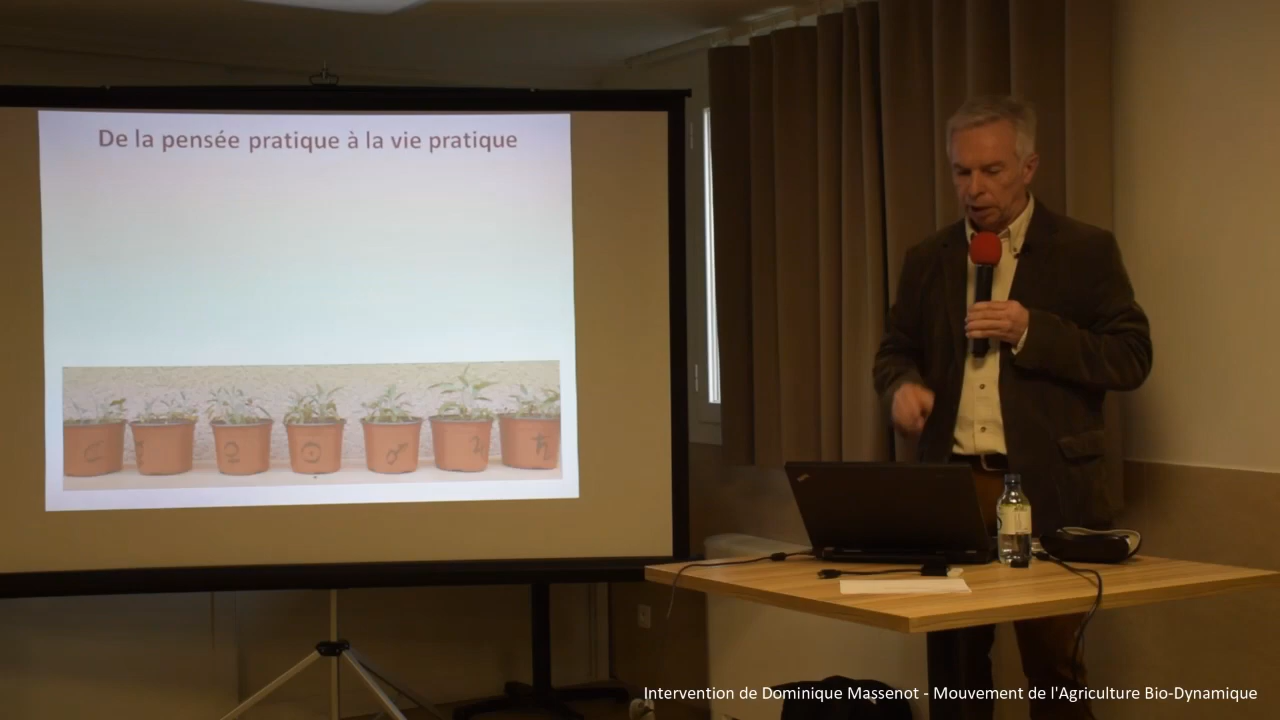 De la pensée pratique à la vie pratique
♀ ☉ ♂ ♃ ♄
Intervention de Dominique Massenot - Mouvement de l'Agriculture Bio-Dynamique